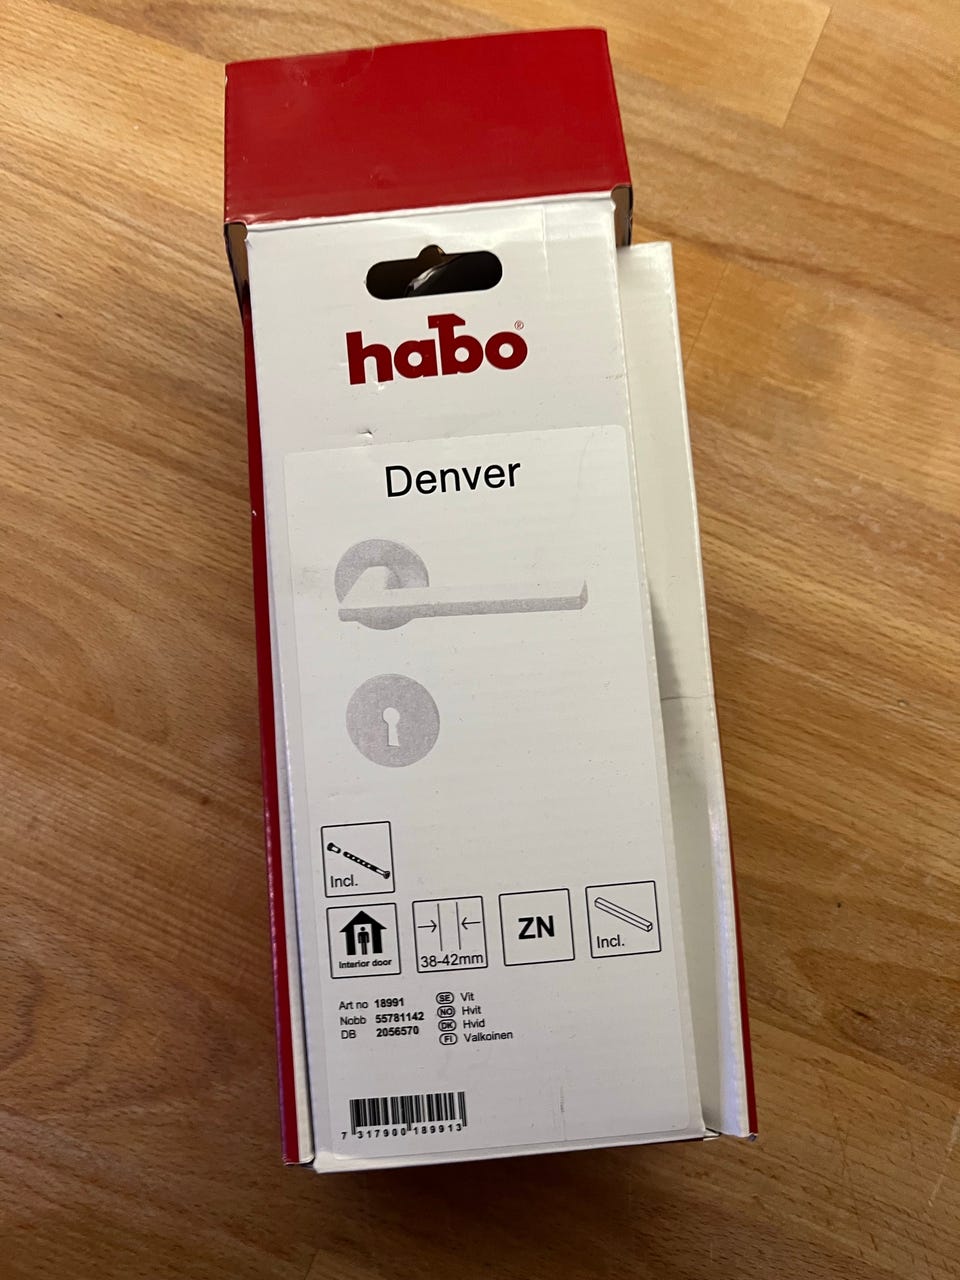 habo®
Denver
Incl.
Interior door
38-42mm
ZN
Incl.
Art no 18991
Nobb 55781142
DB 2056570
SE Vit
NO Hvit
DK Hvid
FI Valkoinen
7 317900 189913